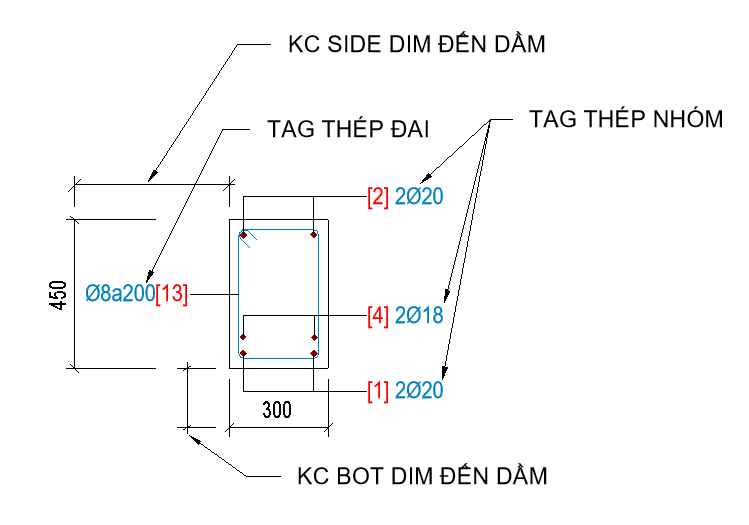 KC SIDE DIM ĐẾN DẦM
TAG THÉP ĐAI
TAG THÉP NHÓM
[2] 2Ø20
450
Ø8a200[13]
[4] 2Ø18
[1] 2Ø20
300
KC BOT DIM ĐẾN DẦM